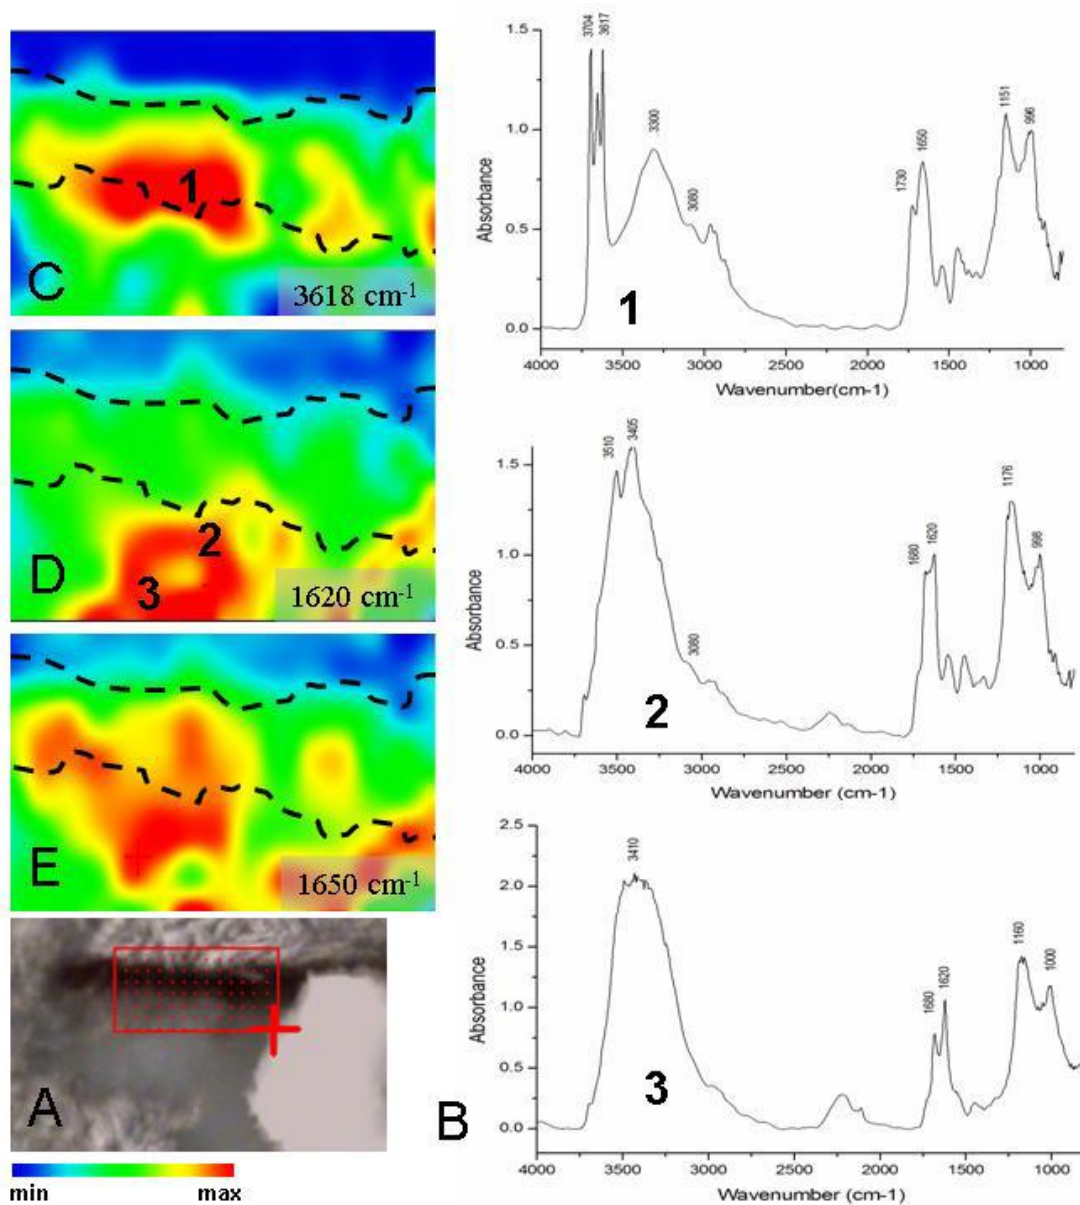 1
C
3618 cm-1
2
3
D
1620 cm-1
E
1650 cm-1
A
min max
B
3704
3617
3300
3080
1730
1650
1151
996
1.5
1.0
0.5
0.0
Absorbance
1
4000 3500 3000 2500 2000 1500 1000
Wavenumber(cm-1)
3510
3405
3080
1680
1620
1176
998
1.5
1.0
0.5
0.0
Absorbance
2
4000 3500 3000 2500 2000 1500 1000
Wavenumber (cm-1)
3410
1680
1620
1160
1000
2.5
2.0
1.5
1.0
0.5
0.0
Absorbance
3
4000 3500 3000 2500 2000 1500 1000
Wavenumber (cm-1)